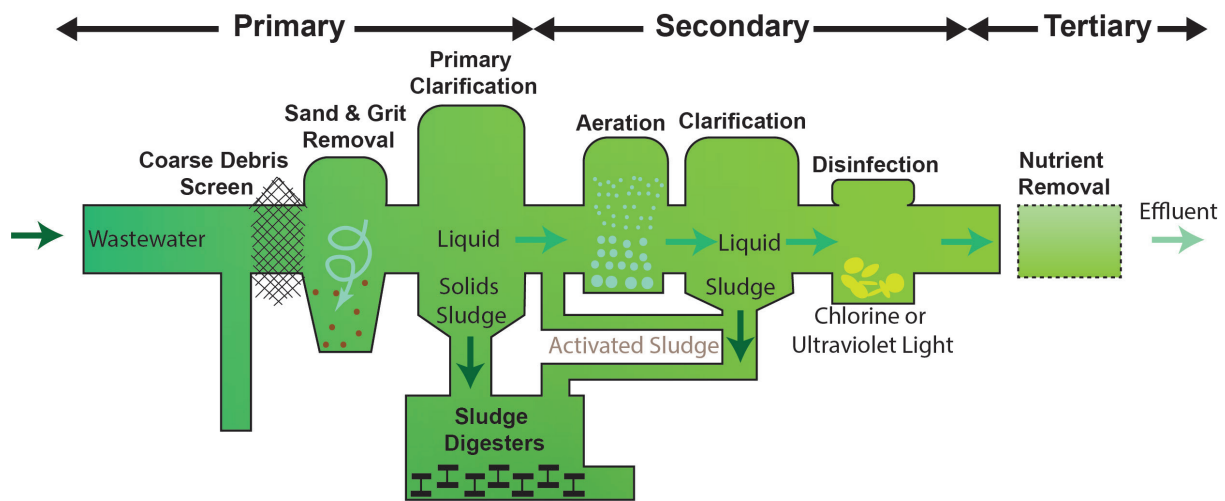 Primary
Secondary
Tertiary
Primary
Clarification
Sand & Grit
Removal
Coarse Debris
Screen
Aeration
Clarification
Disinfection
Nutrient
Removal
Wastewater
Liquid
Liquid
Effluent
Solids
Sludge
Sludge
Chlorine or
Ultraviolet Light
Activated Sludge
Sludge
Digesters